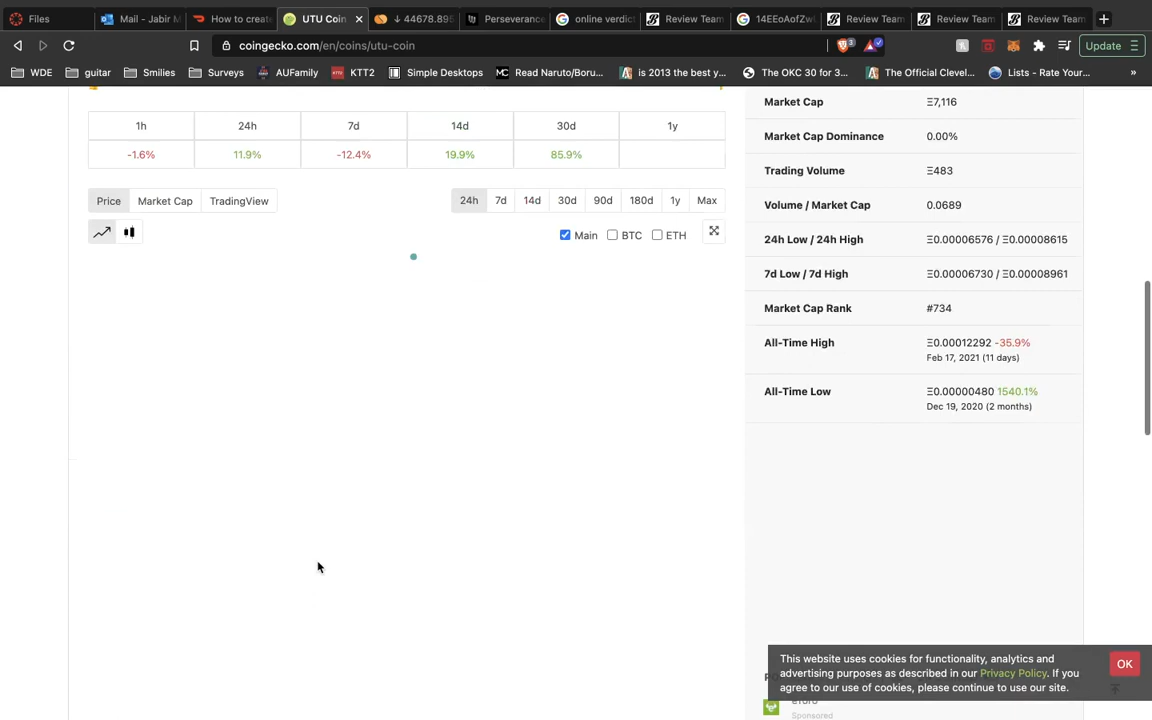 Files
Mail - Jabir M
How to create
UTU Coin
↓ 44678.895
Perseverance
online verdic
Review Team
14EEoAofZw
Review Team
Review Team
Review Team
coingecko.com/en/coins/utu-coin
Update
WDE
guitar
Smilies
Surveys
AUFamily
KTT2
Simple Desktops
Read Naruto/Boru...
is 2013 the best y...
The OKC 30 for 3...
The Official Clevel...
Lists - Rate Your...
»
1h 24h 7d 14d 30d 1y
-1.6% 11.9% -12.4% 19.9% 85.9%
Price Market Cap TradingView
24h 7d 14d 30d 90d 180d 1y Max
Main BTC ETH
Market Cap Ξ7,116
Market Cap Dominance 0.00%
Trading Volume Ξ483
Volume / Market Cap 0.0689
24h Low / 24h High Ξ0.00006576 / Ξ0.00008615
7d Low / 7d High Ξ0.00006730 / Ξ0.00008961
Market Cap Rank #734
All-Time High Ξ0.00012292 -35.9%
Feb 17, 2021 (11 days)
All-Time Low Ξ0.00000480 1540.1%
Dec 19, 2020 (2 months)
This website uses cookies for functionality, analytics and
advertising purposes as described in our Privacy Policy. If you
agree to our use of cookies, please continue to use our site.
OK
Sponsored